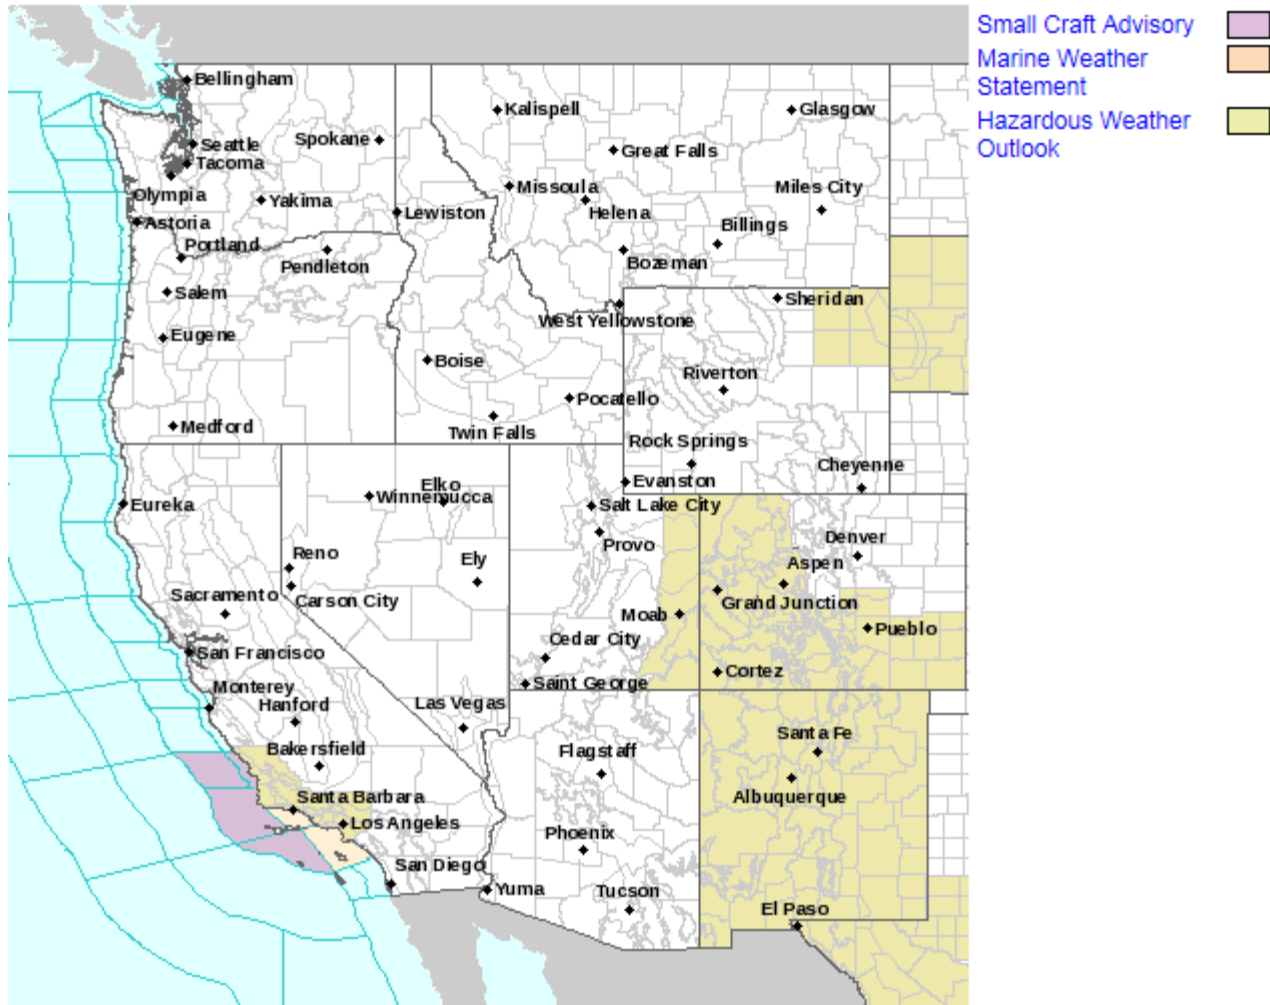 Small Craft Advisory
Marine Weather
Statement
Hazardous Weather
Outlook
Bellingham
Kalispell
Glasgow
Seattle
Spokane
Great Falls
Tacoma
Olympia
Yakima
Missoula
Miles City
Astoria
Lewiston
Helena
Billings
Portland
Pendleton
Bozeman
Salem
Sheridan
West Yellowstone
Eugene
Boise
Riverton
Pocatello
Medford
Twin Falls
Rock Springs
Cheyenne
Evanston
Elko
Winnemucca
Eureka
Salt Lake City
Provo
Denver
Reno
Ely
Aspen
Sacramento
Carson City
Grand Junction
Moab
Pueblo
Cedar City
San Francisco
Cortez
Saint George
Monterey
Hanford
Las Vegas
Santa Fe
Bakersfield
Flagstaff
Albuquerque
Santa Barbara
Los Angeles
Phoenix
San Diego
Yuma
Tucson
El Paso